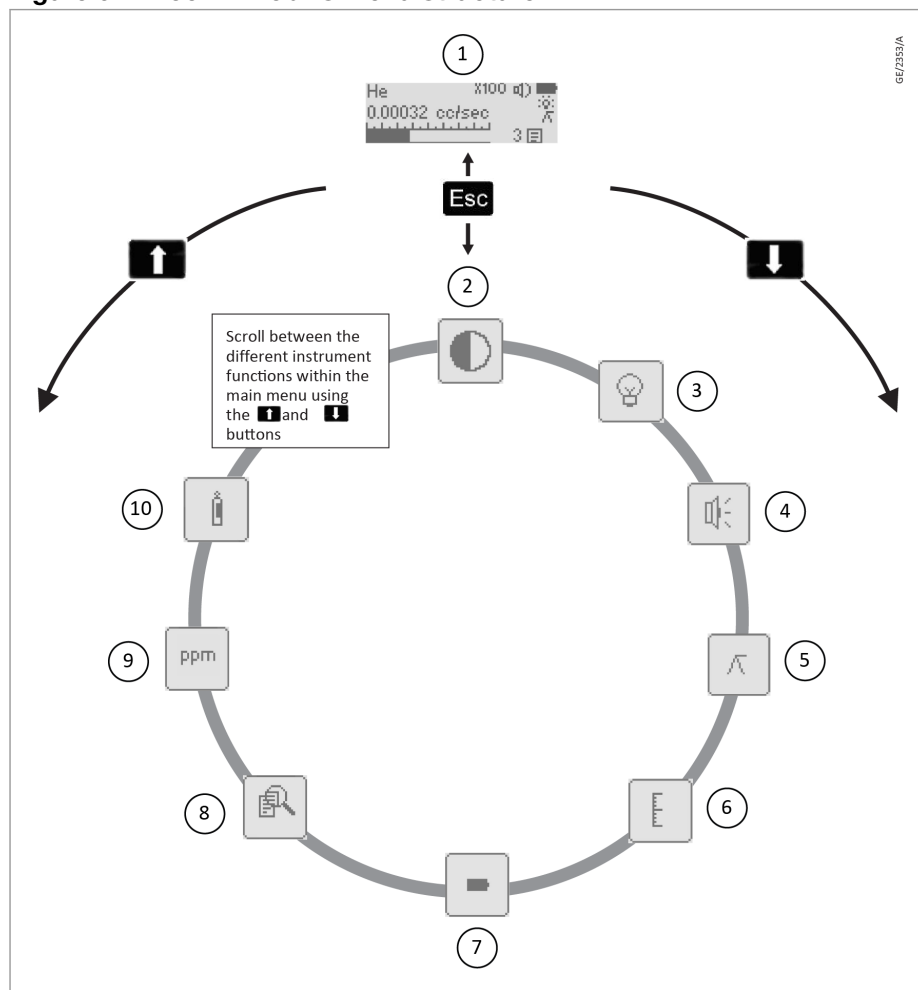 GE/2353/A
1
He X100
0.00032 cc/sec
3
Esc
2
Scroll between the
different instrument
functions within the
main menu using
the and
buttons
3
4
10
5
9
ppm
6
8
7